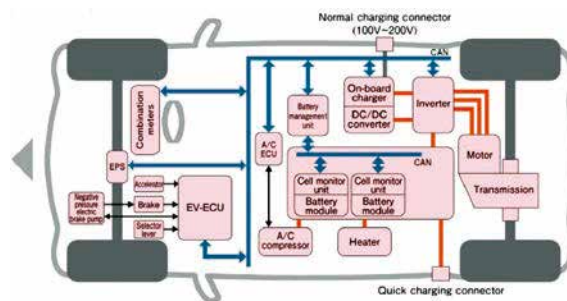 Normal charging connector
(100V~200V)
CAN
Combination
meters
Battery
management
unit
On-board
charger
DC/DC
converter
Inverter
A/C
ECU
CAN
Motor
EPS
Accelerator
Negative
pressure
electric
brake pump
Brake
Selector
lever
EV-ECU
Cell monitor
unit
Battery
module
Cell monitor
unit
Battery
module
Transmission
A/C
compressor
Heater
Quick charging connector